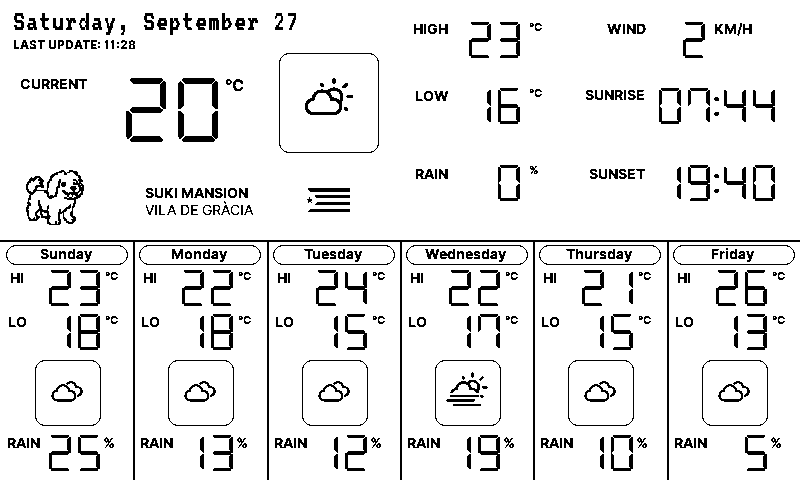 Saturday, September 27
LAST UPDATE: 11:28
CURRENT 20 °C
HIGH 23 °C
WIND 2 KM/H
LOW 16 °C
SUNRISE 07:44
RAIN 0 %
SUNSET 19:40
SUKI MANSION
VILA DE GRÀCIA
Sunday
HI 23 °C
LO 18 °C
RAIN 25 %
Monday
HI 22 °C
LO 18 °C
RAIN 13 %
Tuesday
HI 24 °C
LO 15 °C
RAIN 12 %
Wednesday
HI 22 °C
LO 17 °C
RAIN 19 %
Thursday
HI 21 °C
LO 15 °C
RAIN 10 %
Friday
HI 26 °C
LO 13 °C
RAIN 5 %